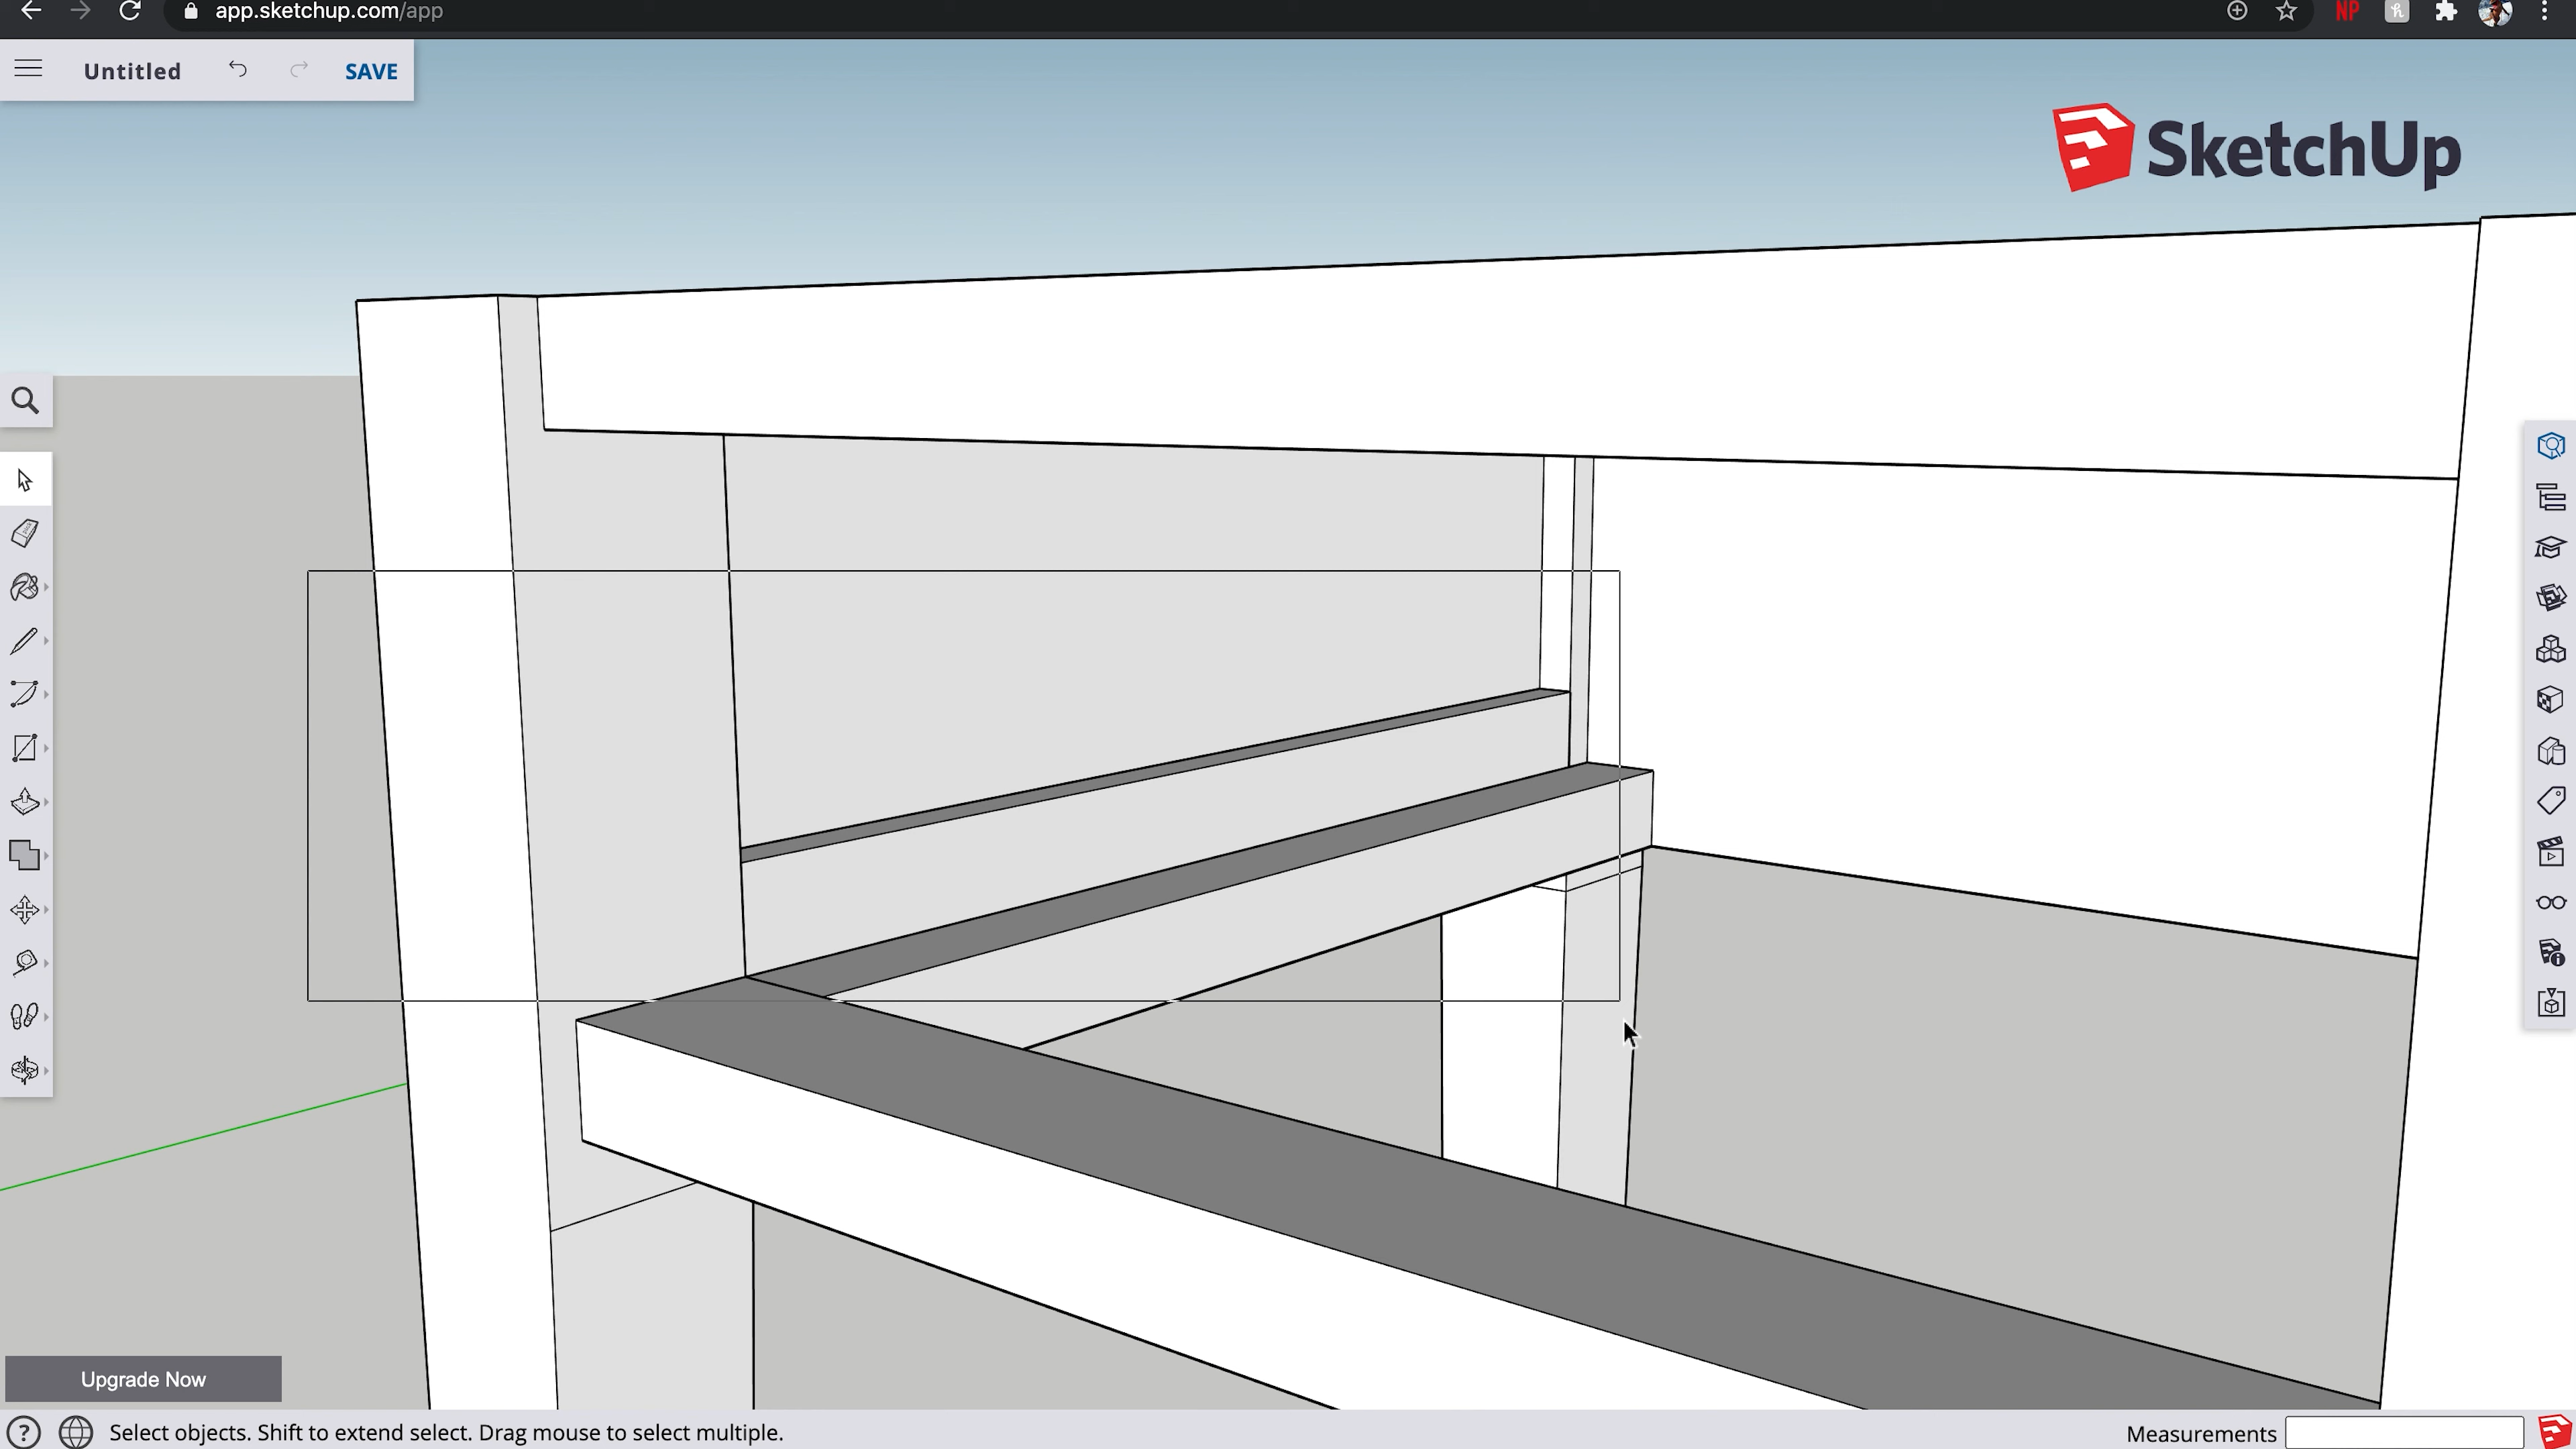 app.sketchup.com/app
NP
Untitled
SAVE
SketchUp
Upgrade Now
?
Select objects. Shift to extend select. Drag mouse to select multiple.
Measurements